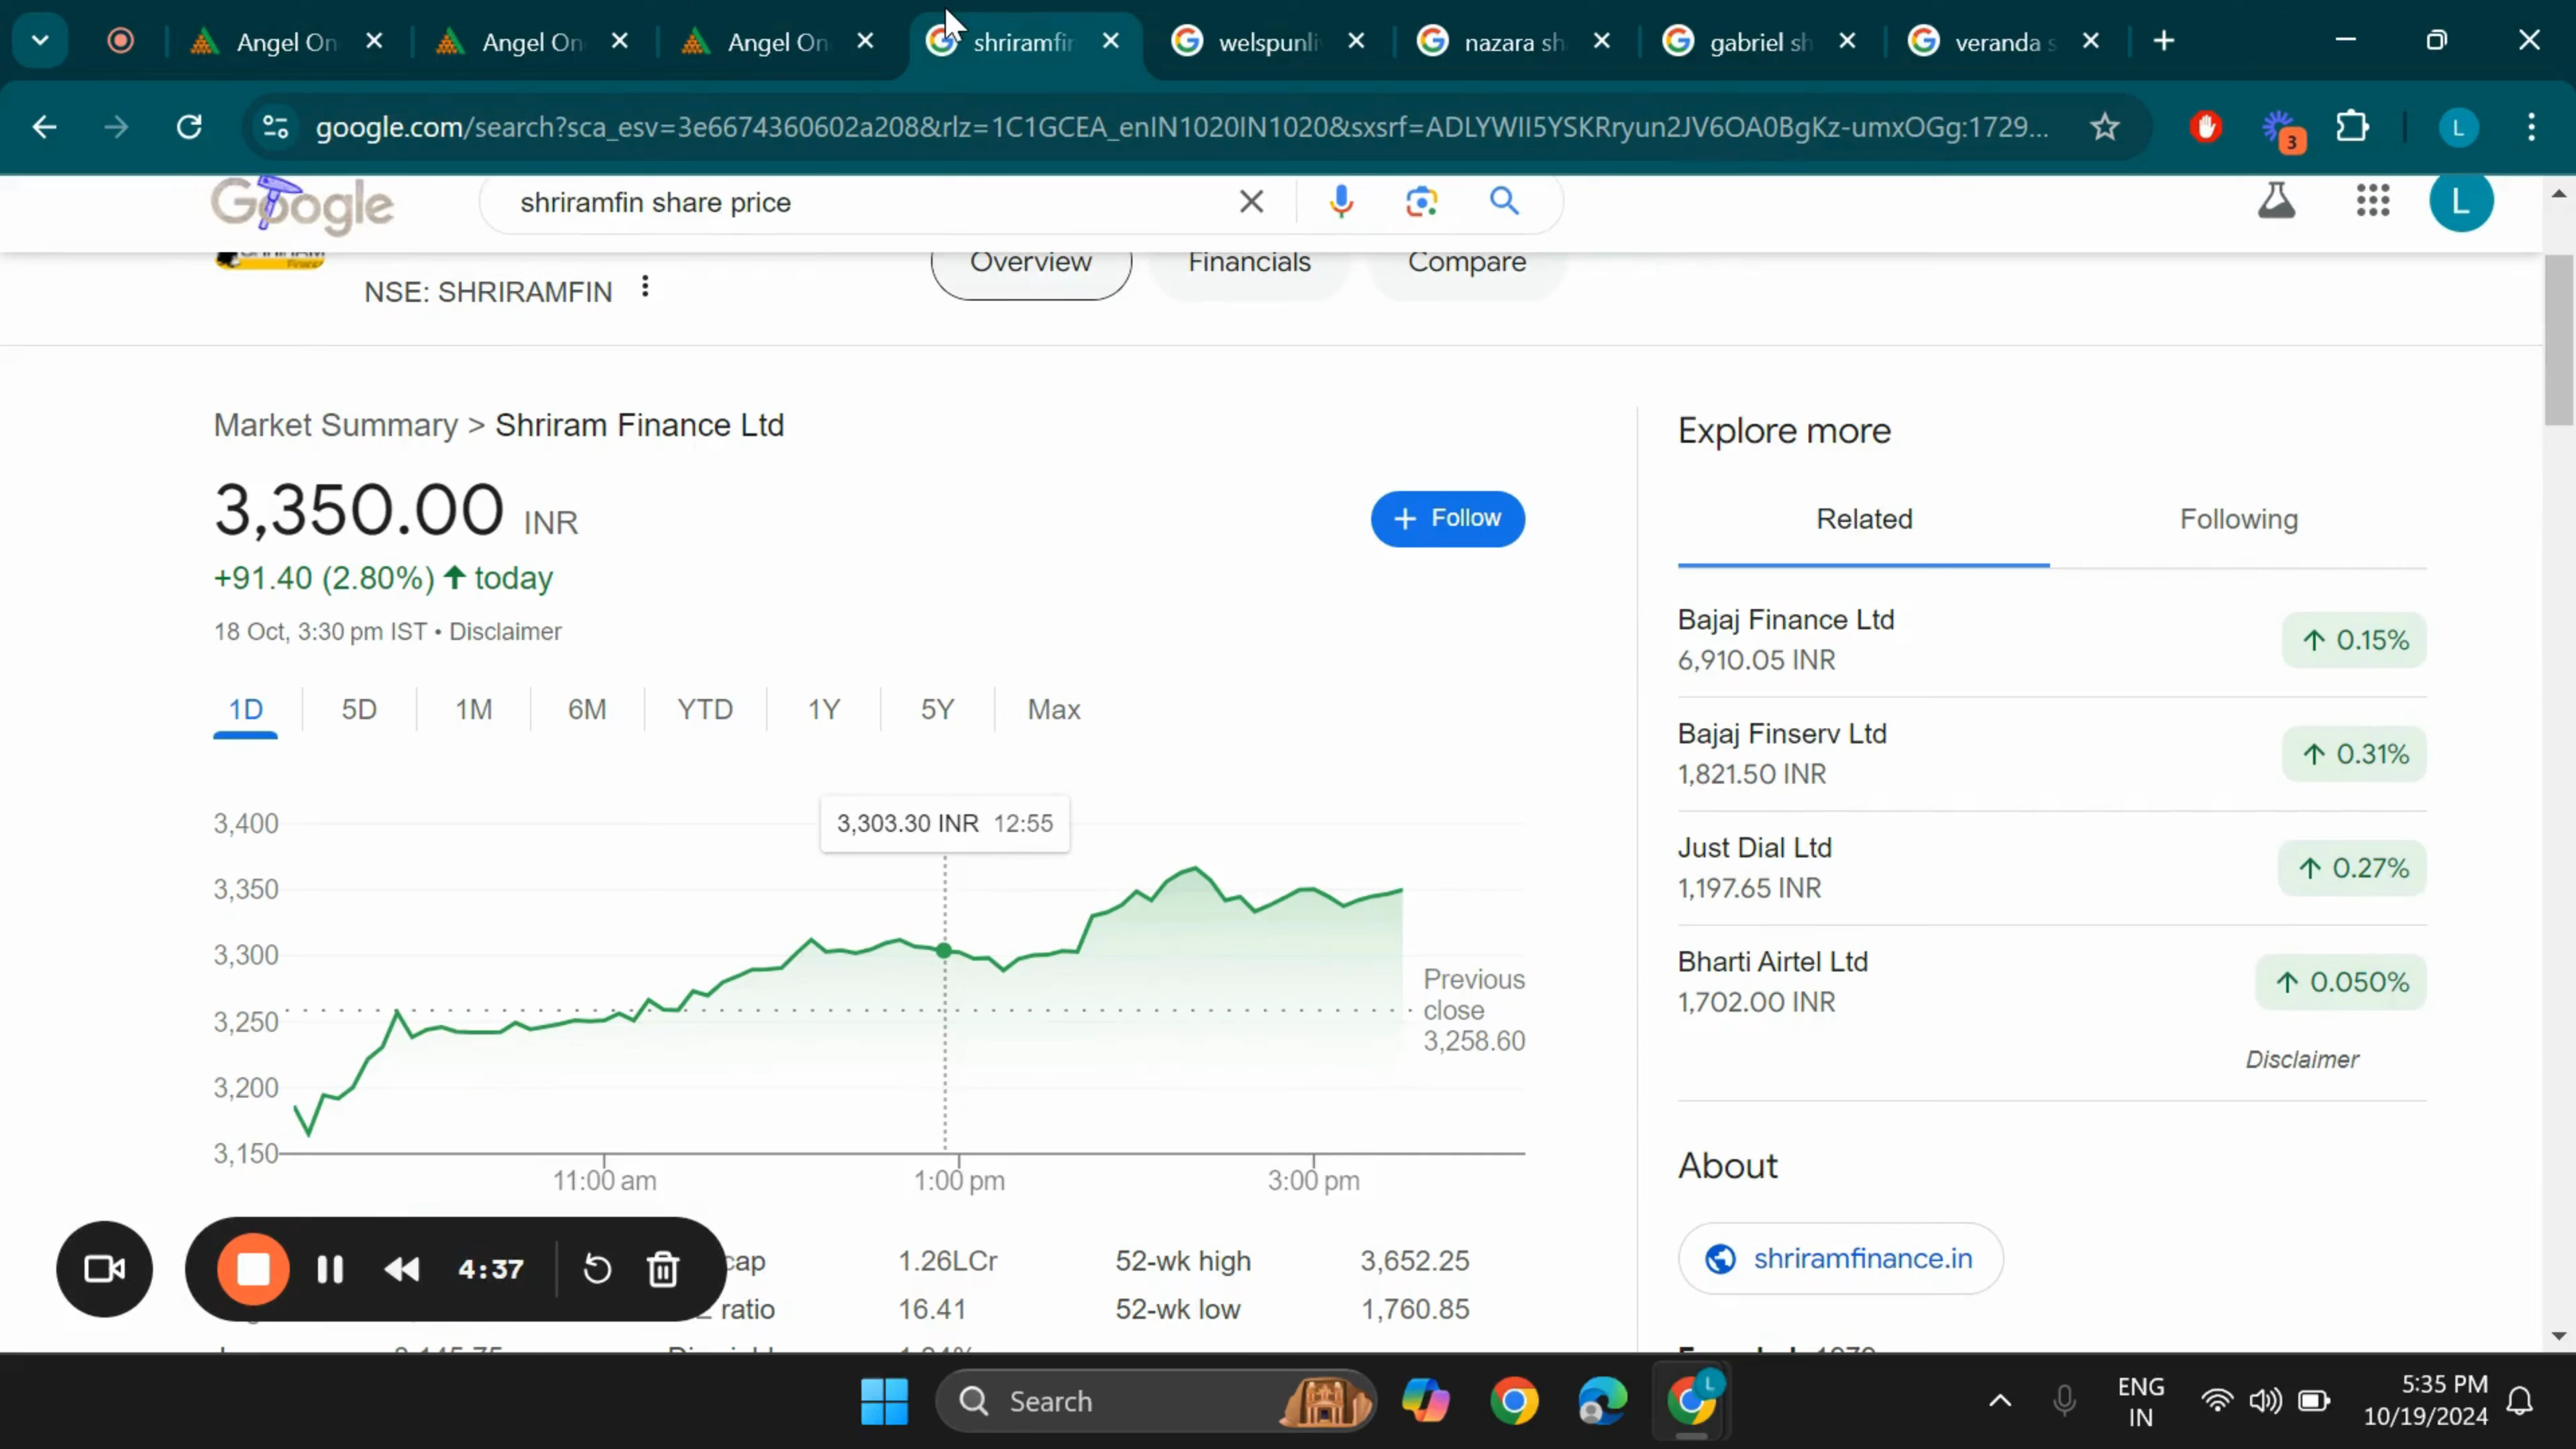 Angel On
Angel On
Angel On
shriramfin
welspunli
nazara sh
gabriel sh
veranda s
google.com/search?sca_esv=3e6674360602a208&rlz=1C1GCEA_enIN1020IN1020&sxsrf=ADLYWII5YSKRryun2JV6OA0BgKz-umxOGg:1729...
3
L
Google
shriramfin share price
L
NSE: SHRIRAMFIN
Overview
Financials
Compare
Market Summary > Shriram Finance Ltd
3,350.00 INR
+ Follow
+91.40 (2.80%) ↑ today
18 Oct, 3:30 pm IST • Disclaimer
1D
5D
1M
6M
YTD
1Y
5Y
Max
3,303.30 INR 12:55
3,400
3,350
3,300
3,250
3,200
3,150
Previous
close
3,258.60
11:00 am
1:00 pm
3:00 pm
cap 1.26LCr 52-wk high 3,652.25
ratio 16.41 52-wk low 1,760.85
4:37
Explore more
Related
Following
Bajaj Finance Ltd
6,910.05 INR
↑ 0.15%
Bajaj Finserv Ltd
1,821.50 INR
↑ 0.31%
Just Dial Ltd
1,197.65 INR
↑ 0.27%
Bharti Airtel Ltd
1,702.00 INR
↑ 0.050%
Disclaimer
About
shriramfinance.in
Search
L
ENG
IN
5:35 PM
10/19/2024